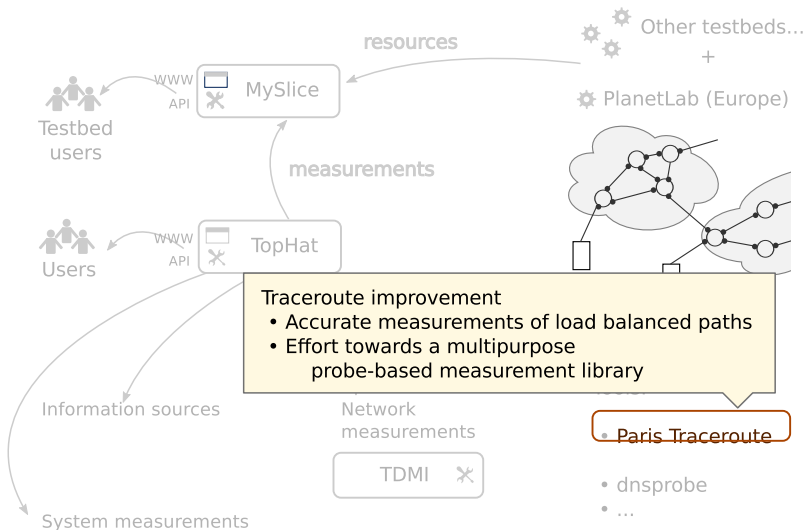 resources
Other testbeds...
+
PlanetLab (Europe)
WWW
API
MySlice
Testbed
users
measurements
WWW
API
TopHat
Users
Traceroute improvement
• Accurate measurements of load balanced paths
• Effort towards a multipurpose
probe-based measurement library
Information sources
Network
measurements
• Paris Traceroute
TDMI
• dnsprobe
• ...
System measurements